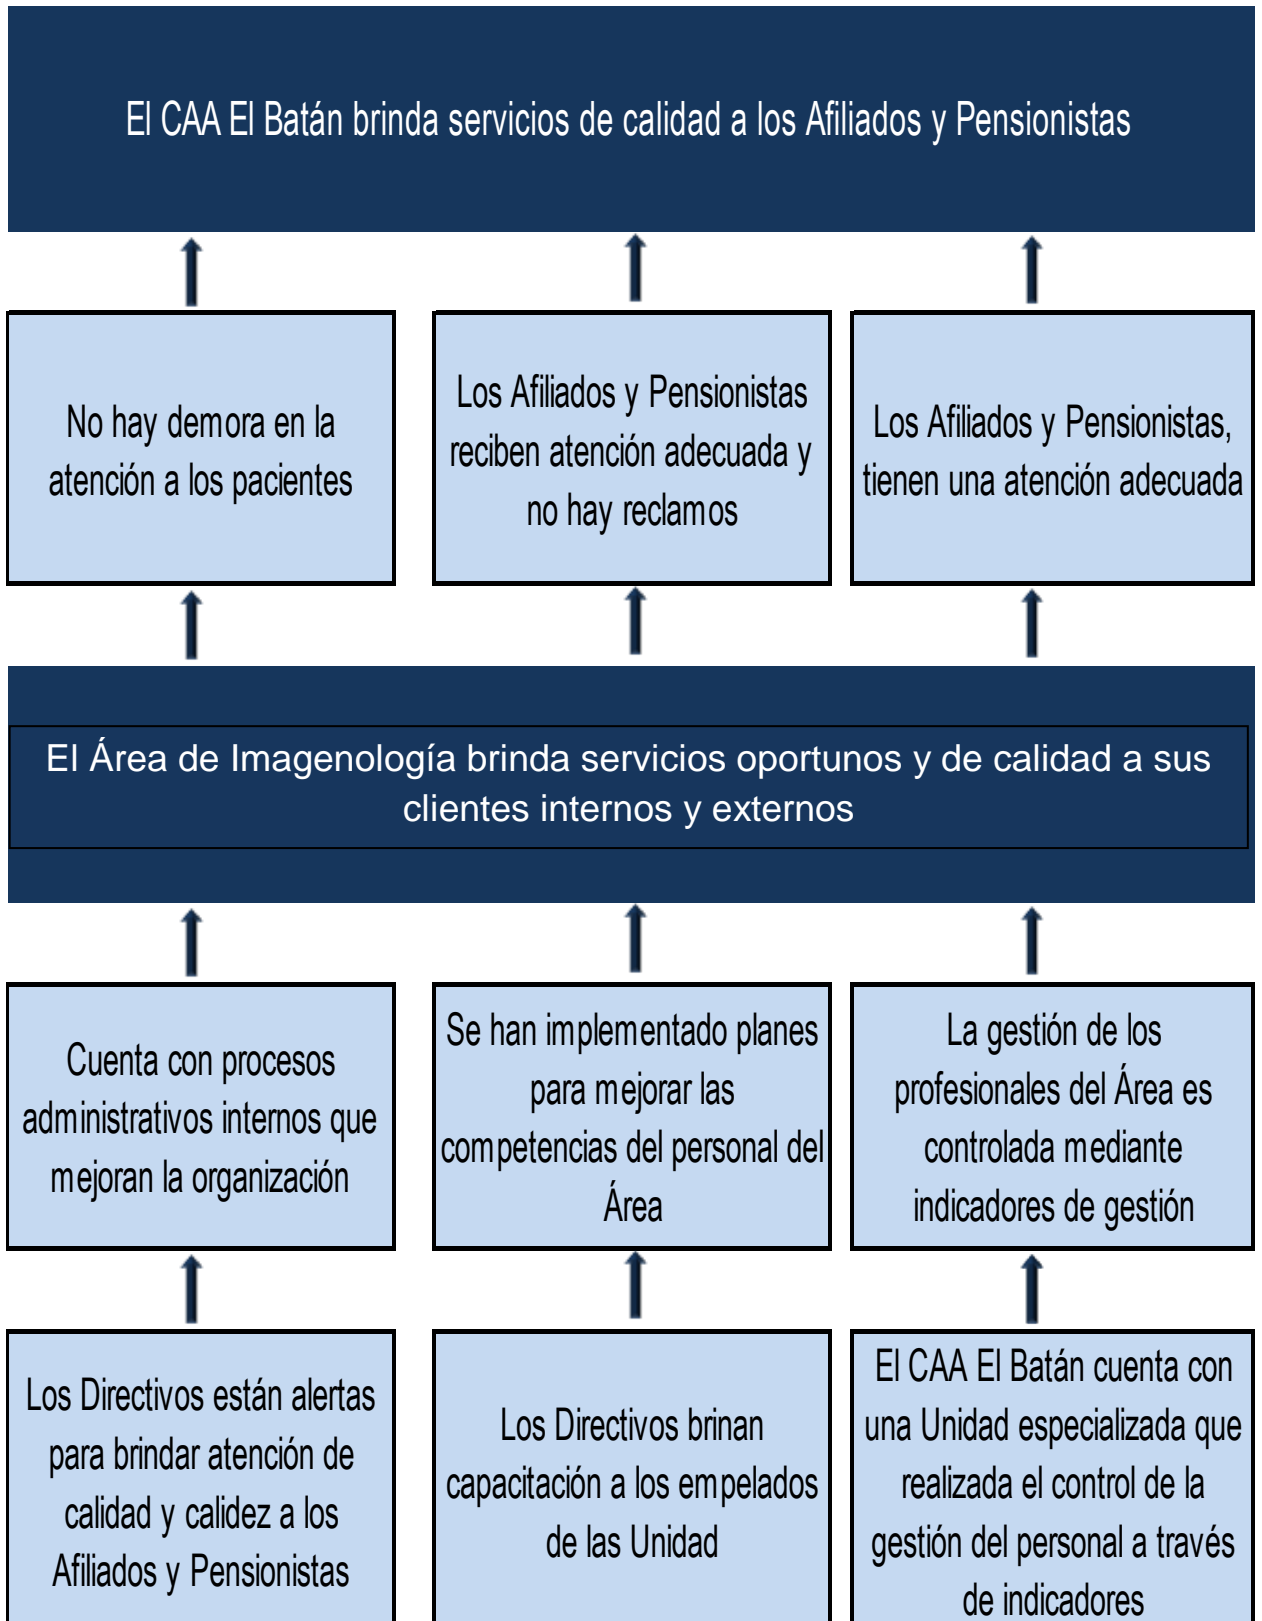 El CAA El Batán brinda servicios de calidad a los Afiliados y Pensionistas
No hay demora en la
atención a los pacientes
Los Afiliados y Pensionistas
reciben atención adecuada y
no hay reclamos
Los Afiliados y Pensionistas,
tienen una atención adecuada
El Área de Imagenología brinda servicios oportunos y de calidad a sus
clientes internos y externos
Cuenta con procesos
administrativos internos que
mejoran la organización
Se han implementado planes
para mejorar las
competencias del personal del
Área
La gestión de los
profesionales del Área es
controlada mediante
indicadores de gestión
Los Directivos están alertas
para brindar atención de
calidad y calidez a los
Afiliados y Pensionistas
Los Directivos brinan
capacitación a los empelados
de las Unidad
El CAA El Batán cuenta con
una Unidad especializada que
realizada el control de la
gestión del personal a través
de indicadores